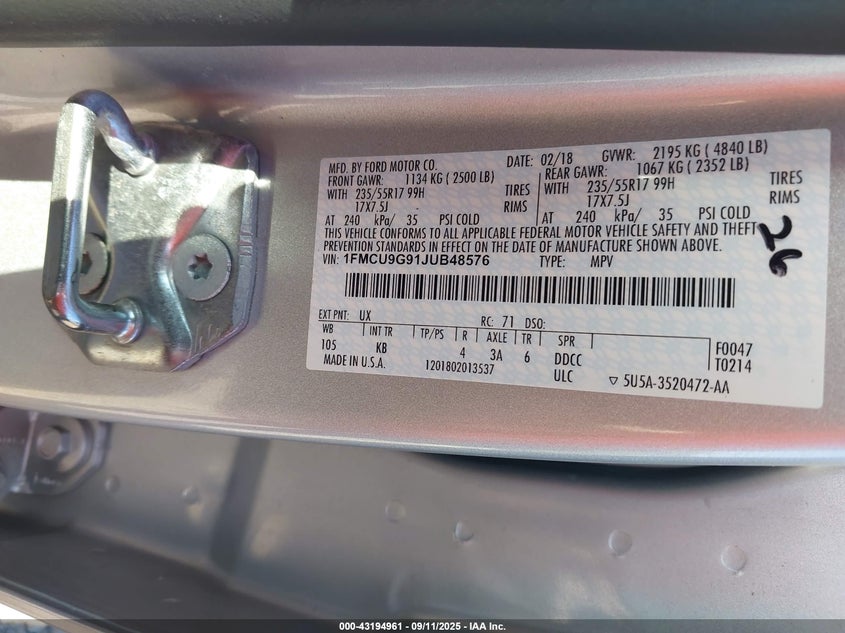 MFD. BY FORD MOTOR CO. DATE: 02/18 GVWR: 2195 KG ( 4840 LB)
FRONT GAWR: 1134 KG ( 2500 LB) REAR GAWR: 1067 KG ( 2352 LB)
WITH 235/55R17 99H TIRES WITH 235/55R17 99H TIRES
17X7.5J RIMS 17X7.5J RIMS
AT 240 kPa/ 35 PSI COLD AT 240 kPa/ 35 PSI COLD
THIS VEHICLE CONFORMS TO ALL APPLICABLE FEDERAL MOTOR VEHICLE SAFETY AND THEFT
PREVENTION STANDARDS IN EFFECT ON THE DATE OF MANUFACTURE SHOWN ABOVE.
VIN: 1FMCU9G91JUB48576 TYPE: MPV
26
EXT PNT: UX RC: 71 DSO:
WB INT TR TP/PS R AXLE TR SPR
105 KB 4 3A 6 DDCC F0047
MADE IN U.S.A. 1201802013537 ULC T0214
▽ 5U5A-3520472-AA
000-43194961 - 09/11/2025 - IAA Inc.